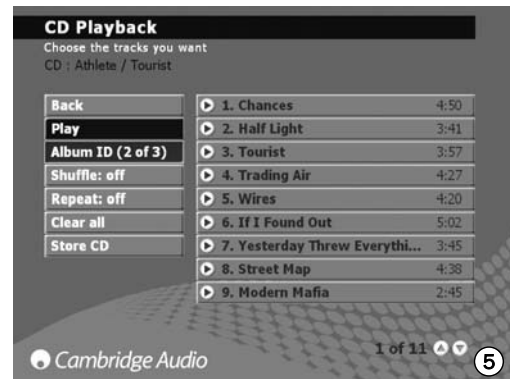 CD Playback
Choose the tracks you want
CD : Athlete / Tourist
Back
Play
Album ID (2 of 3)
Shuffle: off
Repeat: off
Clear all
Store CD
1. Chances 4:50
2. Half Light 3:41
3. Tourist 3:57
4. Trading Air 4:27
5. Wires 4:20
6. If I Found Out 5:02
7. Yesterday Threw Everythi... 3:45
8. Street Map 4:38
9. Modern Mafia 2:45
1 of 11
Cambridge Audio
5